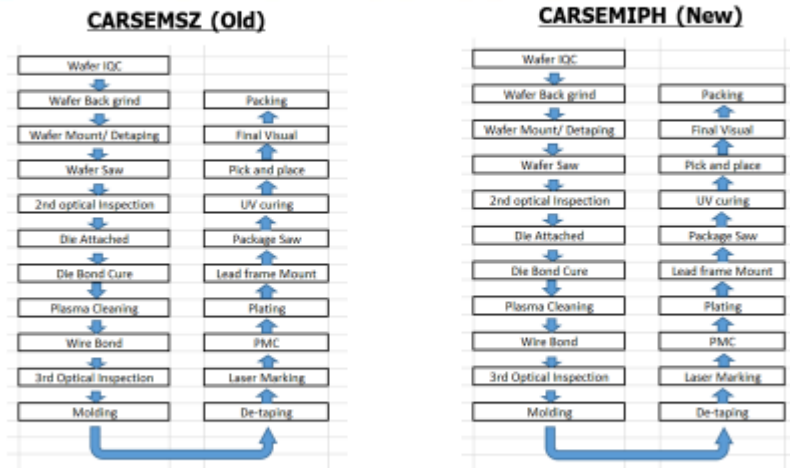 CARSEMSZ (Old)
Wafer IQC
Wafer Back grind
Wafer Mount/ Detaping
Wafer Saw
2nd optical Inspection
Die Attached
Die Bond Cure
Plasma Cleaning
Wire Bond
3rd Optical Inspection
Molding
Packing
Final Visual
Pick and place
UV curing
Package Saw
Lead frame Mount
Plating
PMC
Laser Marking
De-taping
CARSEMIPH (New)
Wafer IQC
Wafer Back grind
Wafer Mount/ Detaping
Wafer Saw
2nd optical Inspection
Die Attached
Die Bond Cure
Plasma Cleaning
Wire Bond
3rd Optical Inspection
Molding
Packing
Final Visual
Pick and place
UV curing
Package Saw
Lead frame Mount
Plating
PMC
Laser Marking
De-taping